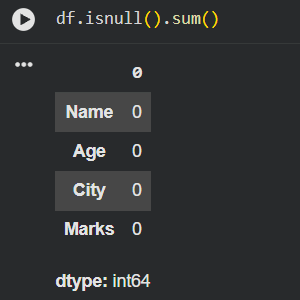 df.isnull().sum()
0
Name 0
Age 0
City 0
Marks 0
dtype: int64